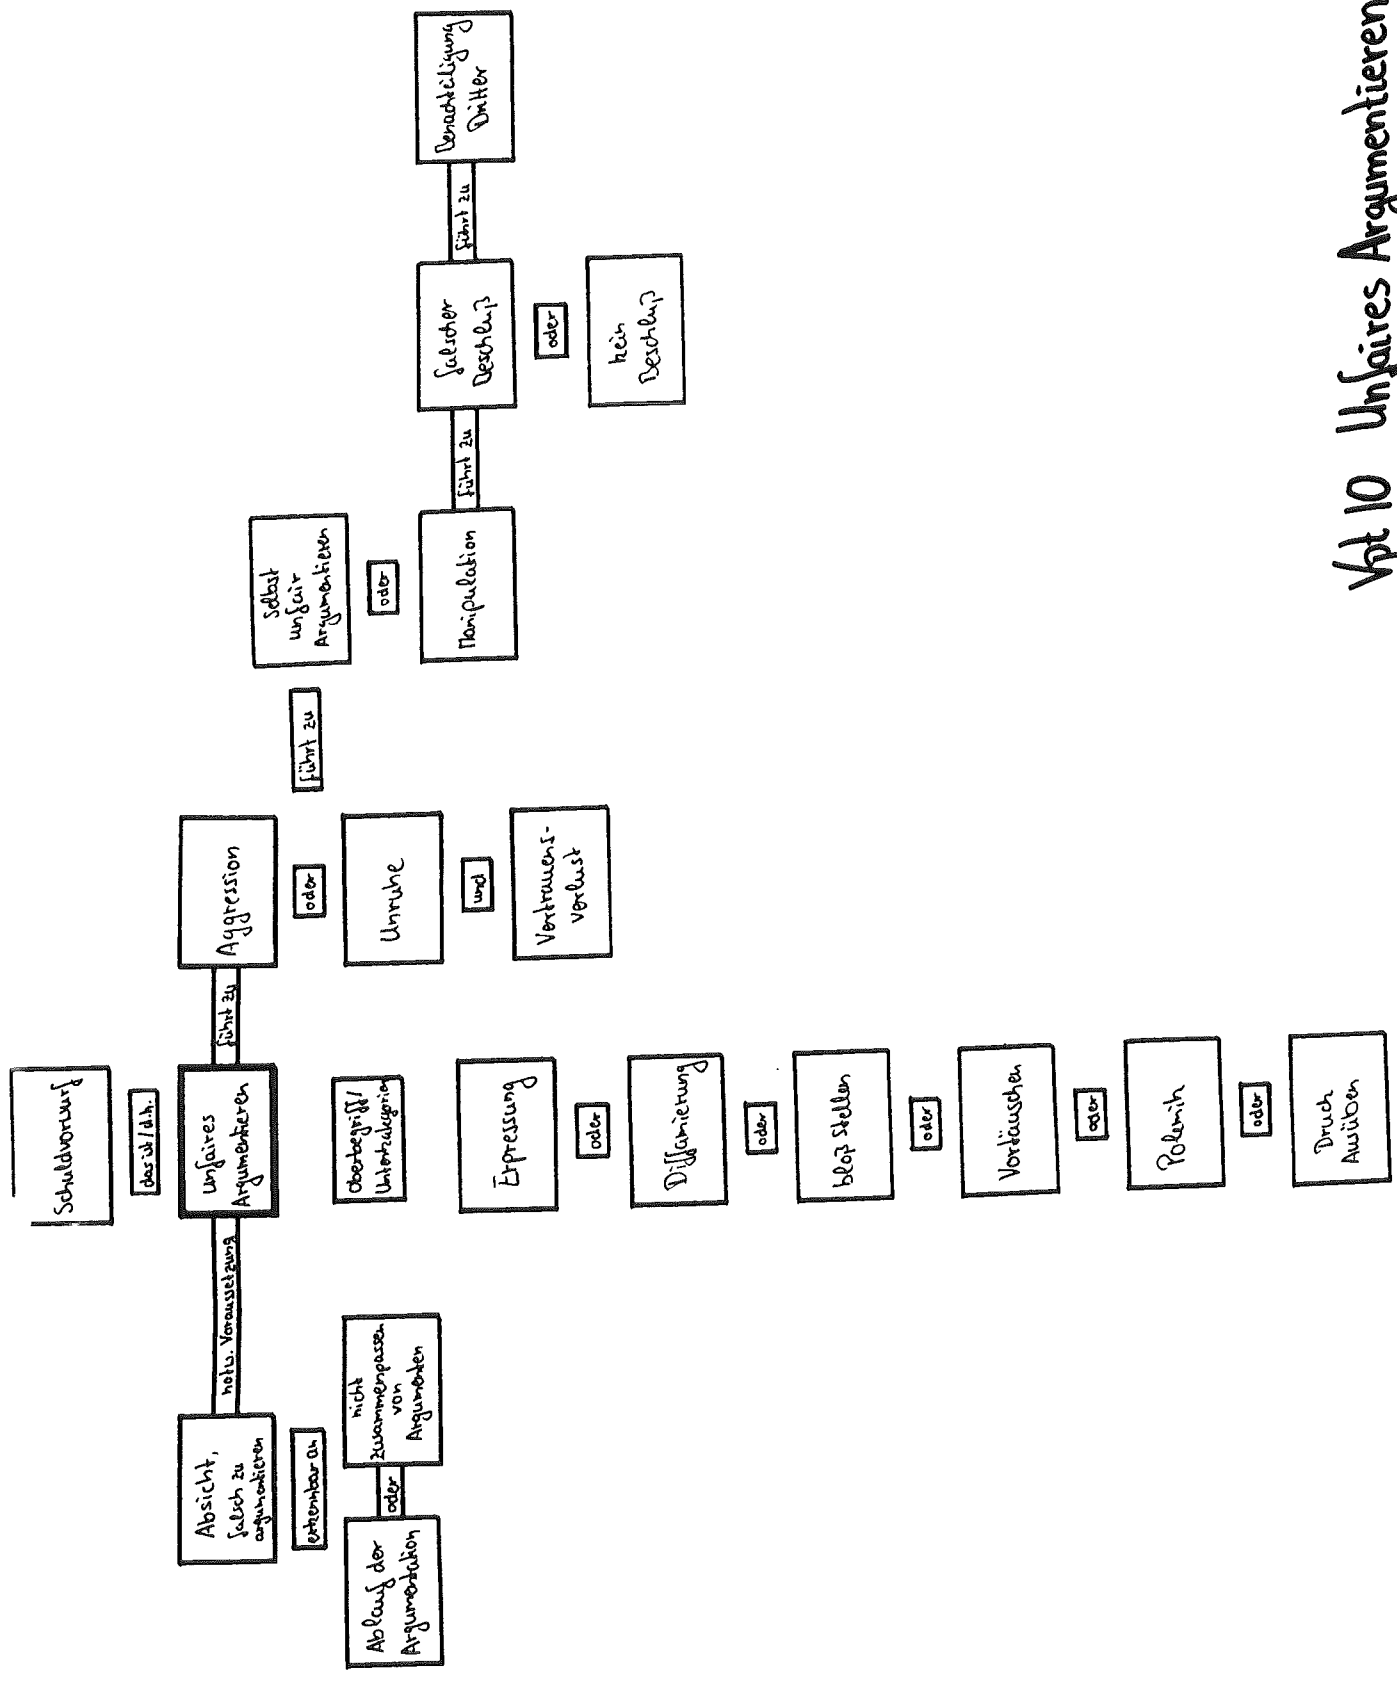 Schuldvorwurf
das ist / d.h.
Absicht,
falsch zu
argumentieren
notw. Voraussetzung
unfaires
Argumentieren
führt zu
Aggression
erkennbar an
Ablauf der
Argumentation
oder
nicht
zusammenpassen
von
Argumenten
Oberbegriff/
Unterkategorien
Erpressung
oder
Diffamierung
oder
bloß stellen
oder
Vortäuschen
oder
Polemik
oder
Druck
Ausüben
oder
Unruhe
und
Vertrauens-
verlust
führt zu
selbst
unfair
Argumentieren
oder
Manipulation
führt zu
falscher
Beschluß
führt zu
Benachteiligung
Dritter
oder
kein
Beschluß
Vpt 10 Unfaires Argumentieren